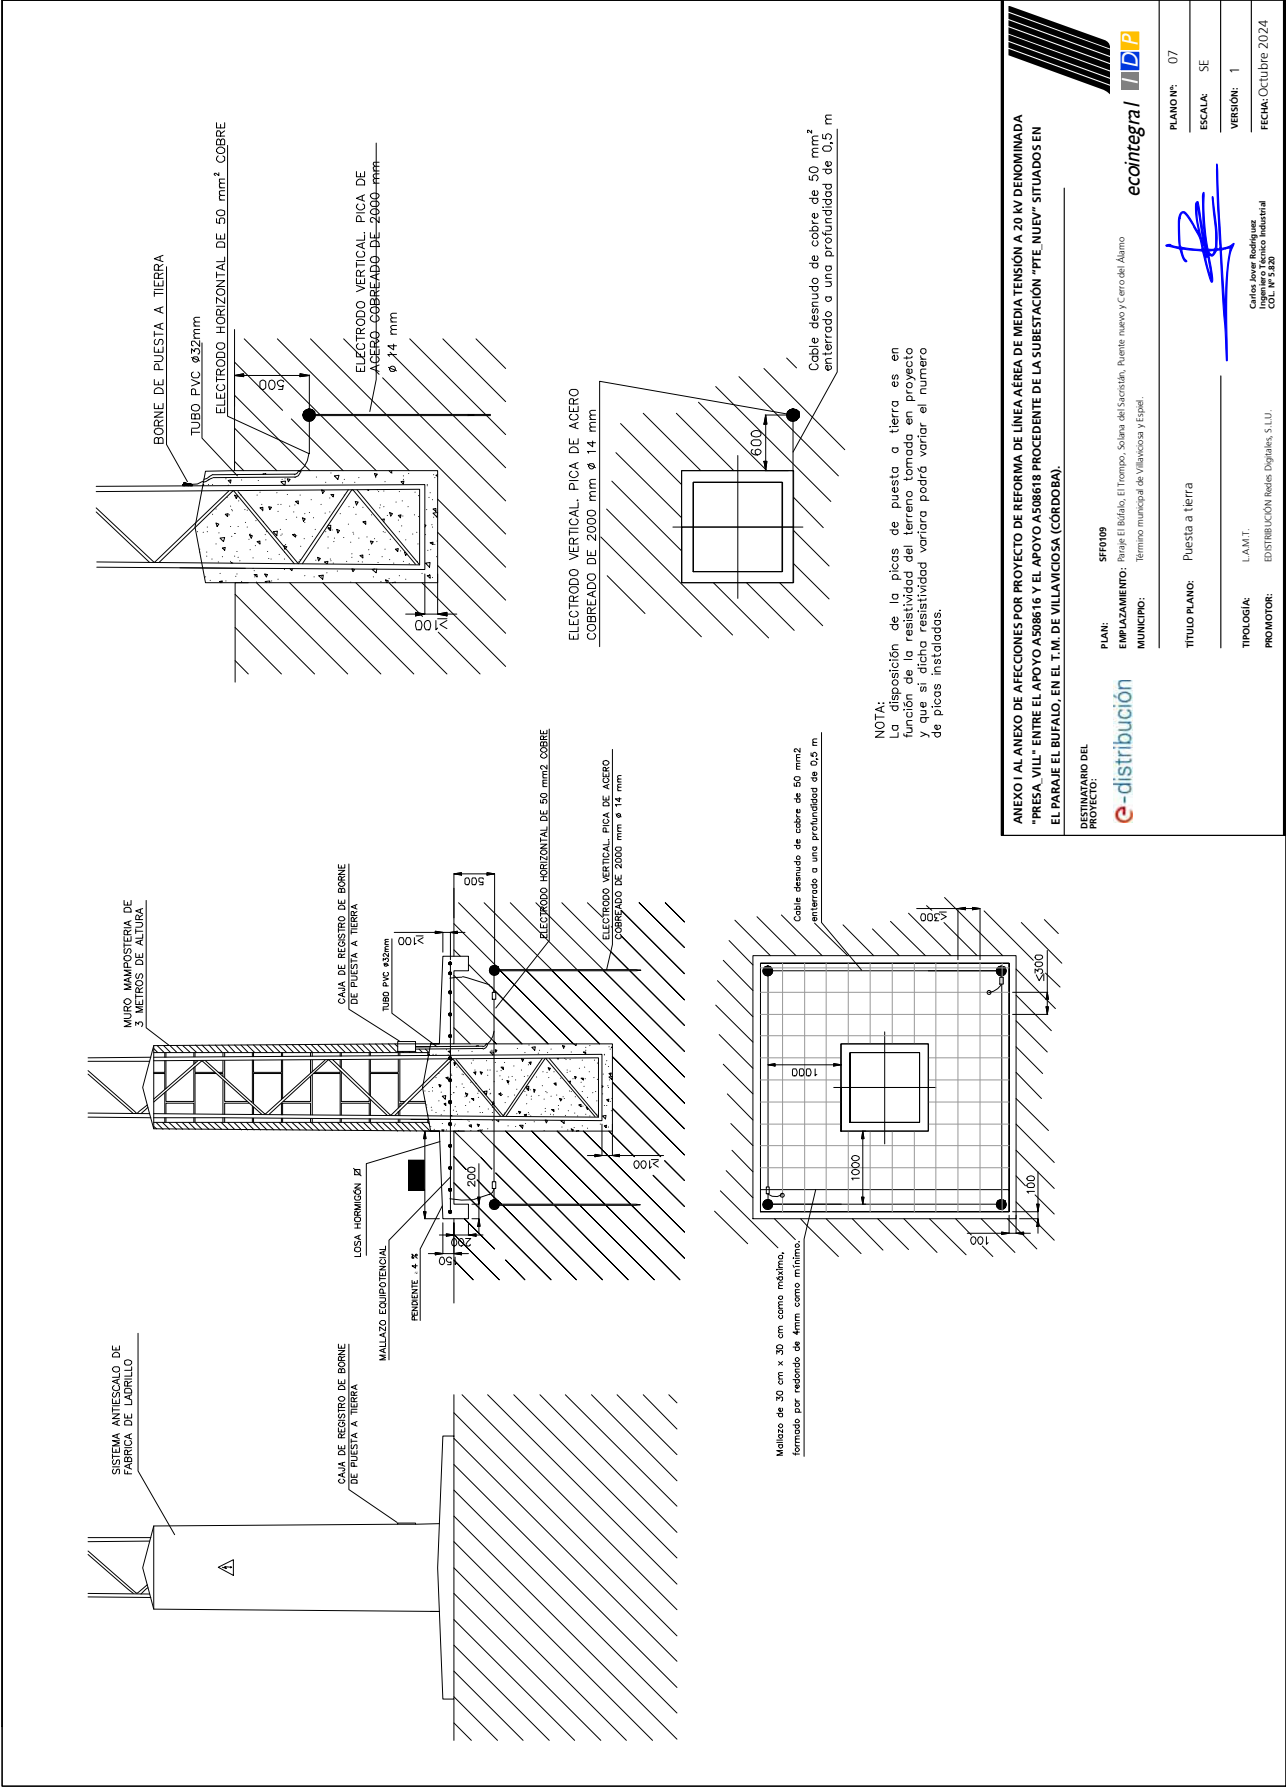 SISTEMA ANTIESCALO DE
FABRICA DE LADRILLO
CAJA DE REGISTRO DE BORNE
DE PUESTA A TIERRA
MURO MAMPOSTERIA DE
3 METROS DE ALTURA
CAJA DE REGISTRO DE BORNE
DE PUESTA A TIERRA
TUBO PVC ø32mm
≥100
500
LOSA HORMIGÓN
MALLAZO EQUIPOTENCIAL
PENDIENTE . 4 %
150
200
200
≥100
ELECTRODO HORIZONTAL DE 50 mm2 COBRE
ELECTRODO VERTICAL. PICA DE ACERO
COBREADO DE 2000 mm ø 14 mm
BORNE DE PUESTA A TIERRA
TUBO PVC ø32mm
ELECTRODO HORIZONTAL DE 50 mm² COBRE
500
ELECTRODO VERTICAL. PICA DE
ACERO COBREADO DE 2000 mm
ø 14 mm
≥100
ELECTRODO VERTICAL. PICA DE ACERO
COBREADO DE 2000 mm ø 14 mm
600
Cable desnudo de cobre de 50 mm²
enterrado a una profundidad de 0,5 m
Mallazo de 30 cm x 30 cm como máximo,
formado por redondo de 4mm como mínimo.
1000
1000
100
100
≥300
≤300
Cable desnudo de cobre de 50 mm2
enterrado a una profundidad de 0,5 m
NOTA:
La disposición de la picas de puesta a tierra es en
función de la resistividad del terreno tomada en proyecto
y que si dicha resistividad variara podrá variar el numero
de picas instaladas.
ANEXO I AL ANEXO DE AFECCIONES POR PROYECTO DE REFORMA DE LÍNEA AÉREA DE MEDIA TENSIÓN A 20 kV DENOMINADA
"PRESA_VILL" ENTRE EL APOYO A508616 Y EL APOYO A508618 PROCEDENTE DE LA SUBESTACIÓN "PTE_NUEV" SITUADOS EN
EL PARAJE EL BUFALO, EN EL T.M. DE VILLAVICIOSA (CÓRDOBA).
DESTINATARIO DEL
PROYECTO:
e-distribución
PLAN: SFF0109
EMPLAZAMIENTO: Paraje El Búfalo, El Trompo, Solana del Sacristán, Puente nuevo y Cerro del Álamo
MUNICIPIO: Término municipal de Villaviciosa y Espiel.
ecointegral IDP
TÍTULO PLANO: Puesta a tierra
TIPOLOGÍA: L.A.M.T.
PROMOTOR: EDISTRIBUCIÓN Redes Digitales, S.L.U.
Carlos Jover Rodríguez
Ingeniero Técnico Industrial
COL. Nº 5.820
PLANO Nº: 07
ESCALA: SE
VERSIÓN: 1
FECHA: Octubre 2024